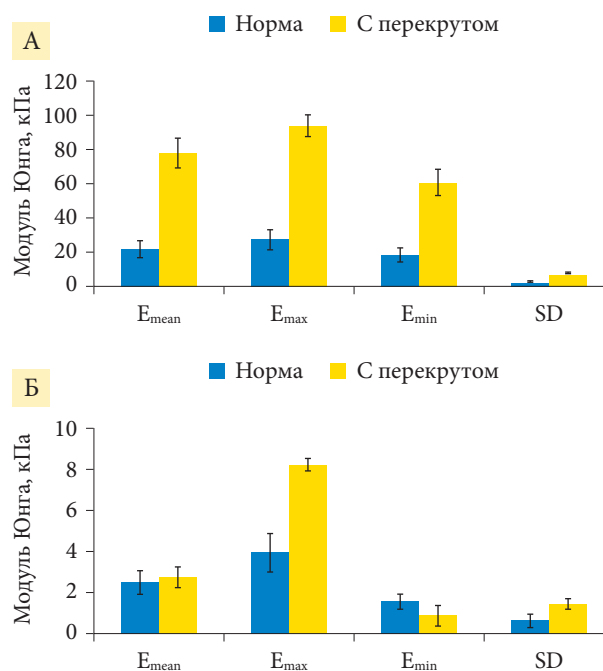 А
Норма С перекрутом
Модуль Юнга, кПа
120
100
80
60
40
20
0
Emean Emax Emin SD
Б
Норма С перекрутом
Модуль Юнга, кПа
10
8
6
4
2
0
Emean Emax Emin SD